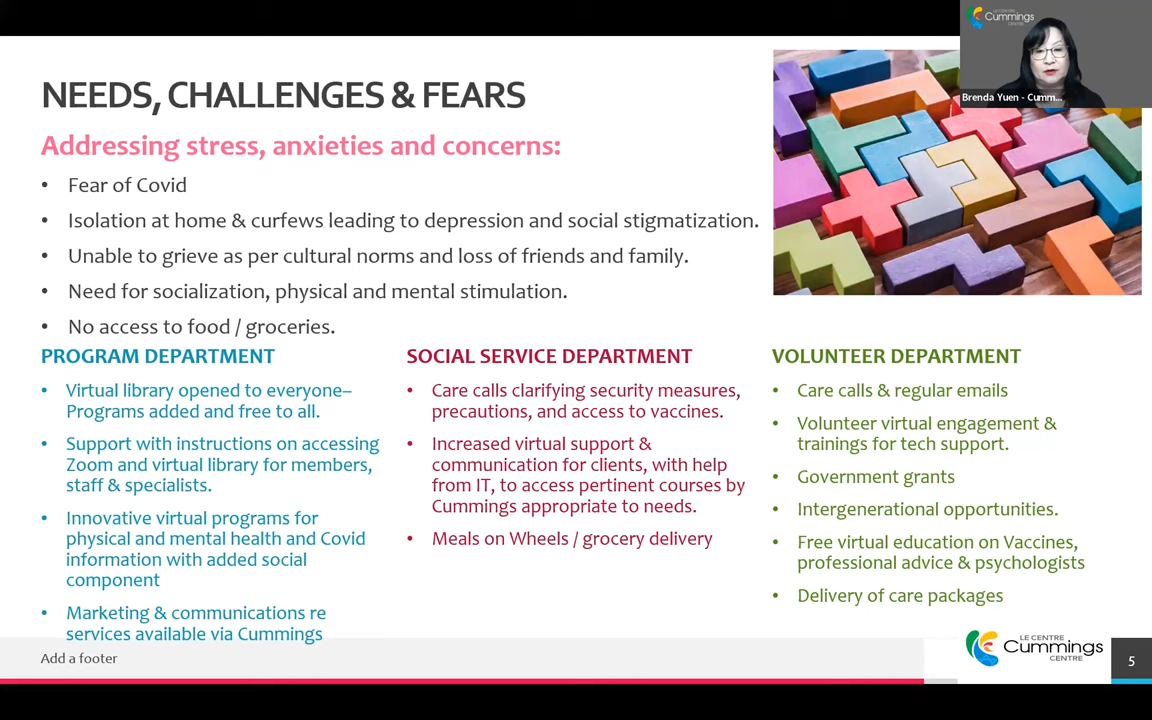 LE CENTRE
Cummings
CENTRE
Brenda Yuen - Cumm...
NEEDS, CHALLENGES & FEARS
Addressing stress, anxieties and concerns:
• Fear of Covid
• Isolation at home & curfews leading to depression and social stigmatization.
• Unable to grieve as per cultural norms and loss of friends and family.
• Need for socialization, physical and mental stimulation.
• No access to food / groceries.
PROGRAM DEPARTMENT
• Virtual library opened to everyone–
Programs added and free to all.
• Support with instructions on accessing
Zoom and virtual library for members,
staff & specialists.
• Innovative virtual programs for
physical and mental health and Covid
information with added social
component
• Marketing & communications re
services available via Cummings
SOCIAL SERVICE DEPARTMENT
• Care calls clarifying security measures,
precautions, and access to vaccines.
• Increased virtual support &
communication for clients, with help
from IT, to access pertinent courses by
Cummings appropriate to needs.
• Meals on Wheels / grocery delivery
VOLUNTEER DEPARTMENT
• Care calls & regular emails
• Volunteer virtual engagement &
trainings for tech support.
• Government grants
• Intergenerational opportunities.
• Free virtual education on Vaccines,
professional advice & psychologists
• Delivery of care packages
Add a footer
LE CENTRE
Cummings
CENTRE
5